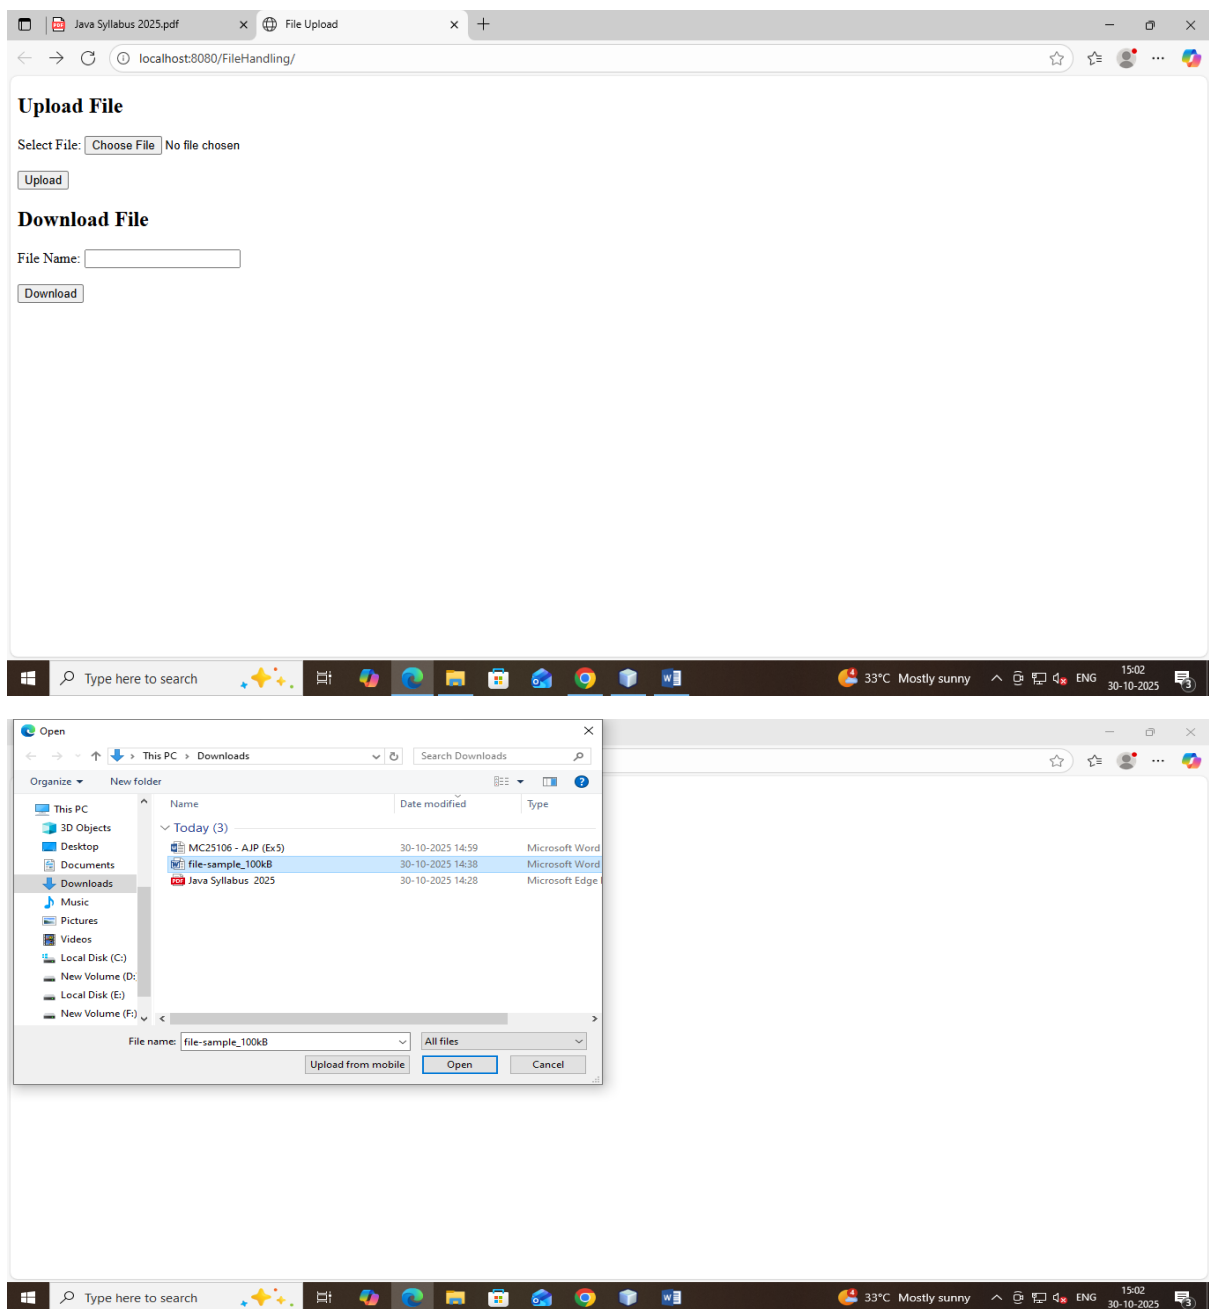 Java Syllabus 2025.pdf
File Upload
localhost:8080/FileHandling/
Upload File
Select File: Choose File No file chosen
Upload
Download File
File Name:
Download
Type here to search
33°C Mostly sunny
ENG
15:02
30-10-2025
3
Open
This PC › Downloads
Search Downloads
Organize
New folder
Name
Date modified
Type
This PC
3D Objects
Desktop
Documents
Downloads
Music
Pictures
Videos
Local Disk (C:)
New Volume (D:
Local Disk (E:)
New Volume (F:)
Today (3)
MC25106 - AJP (Ex5) 30-10-2025 14:59 Microsoft Word
file-sample_100kB 30-10-2025 14:38 Microsoft Word
Java Syllabus 2025 30-10-2025 14:28 Microsoft Edge
File name: file-sample_100kB
All files
Upload from mobile
Open
Cancel
Type here to search
33°C Mostly sunny
ENG
15:02
30-10-2025
3